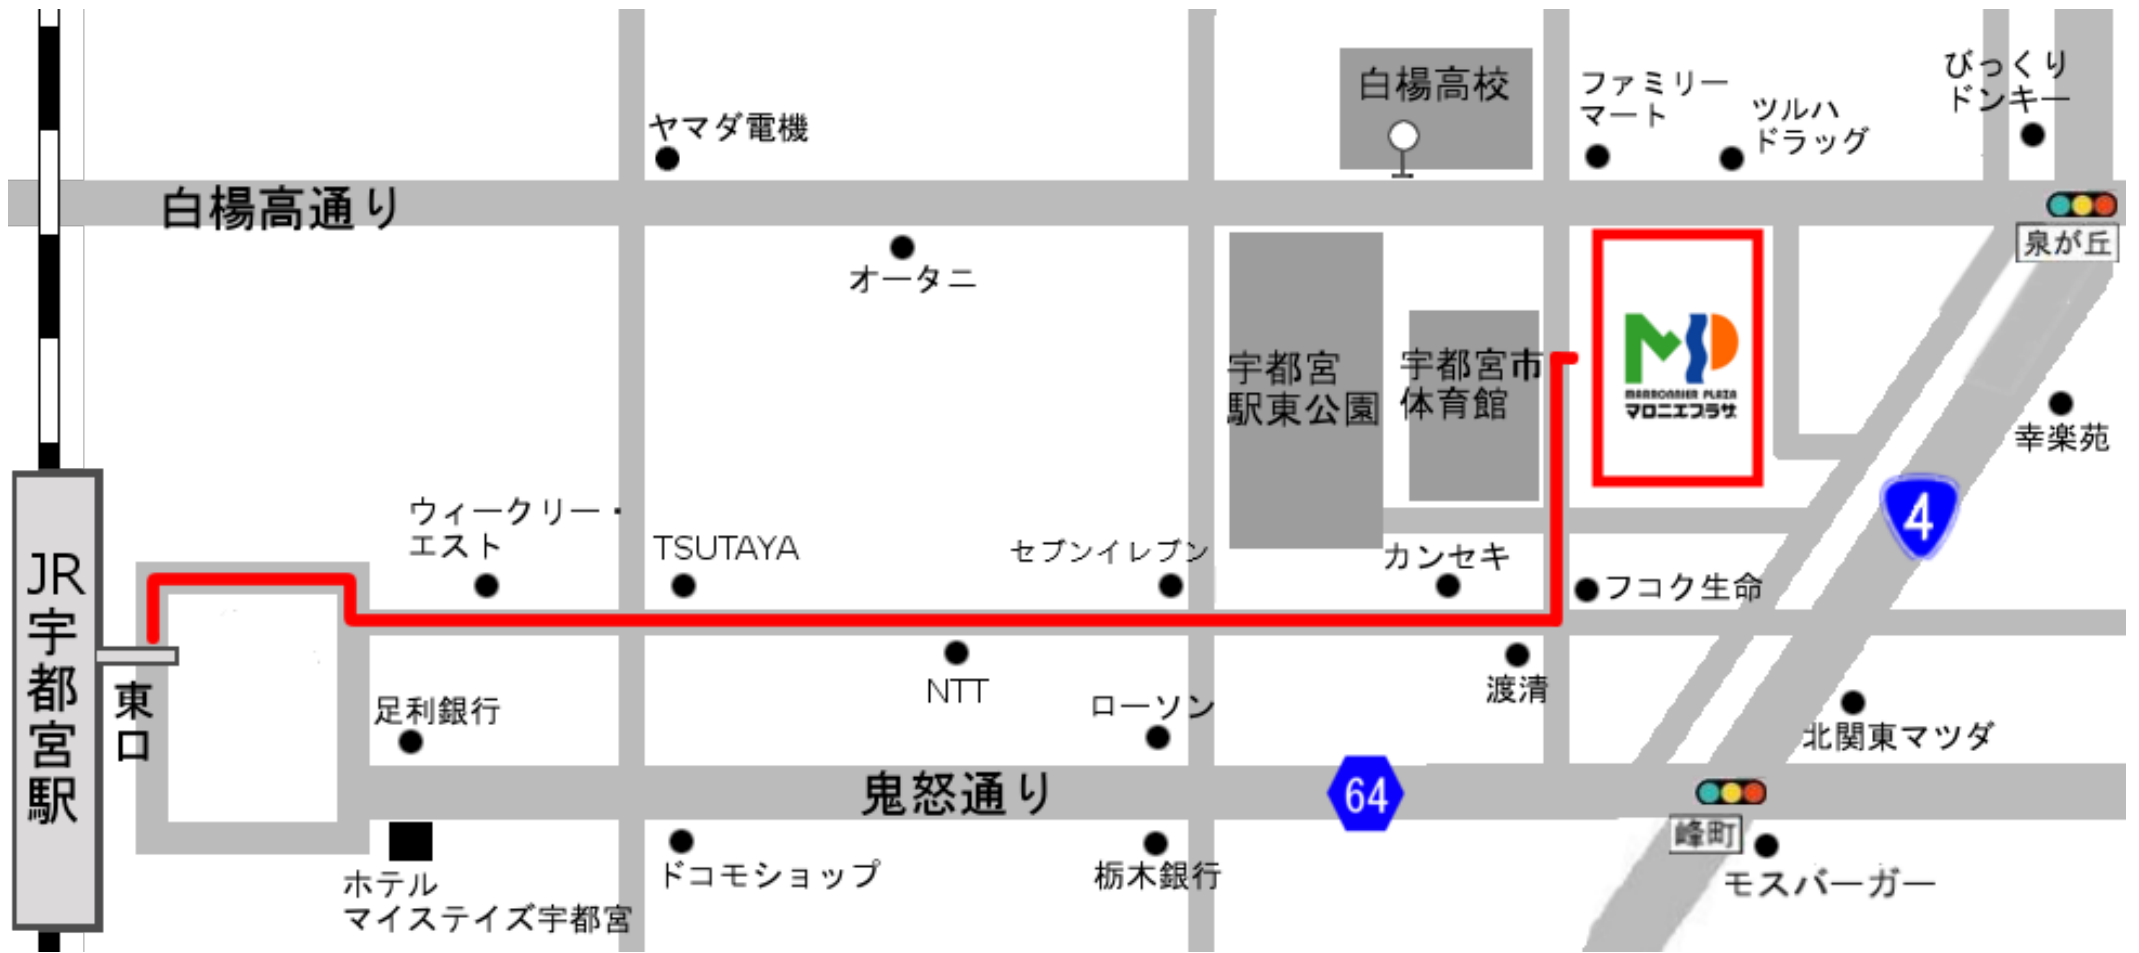 びっくり
ドンキー
白楊高校
ファミリー
マート
ツルハ
ドラッグ
ヤマダ電機
白楊高通り
泉が丘
オータニ
MARRONNIER PLAZA
マロニエプラザ
宇都宮
駅東公園
宇都宮市
体育館
幸楽苑
4
ウィークリー・
エスト
TSUTAYA
セブンイレブン
カンセキ
フコク生命
JR
宇
都
宮
駅
東
口
NTT
渡清
足利銀行
ローソン
北関東マツダ
鬼怒通り
64
峰町
ホテル
マイステイズ宇都宮
ドコモショップ
栃木銀行
モスバーガー